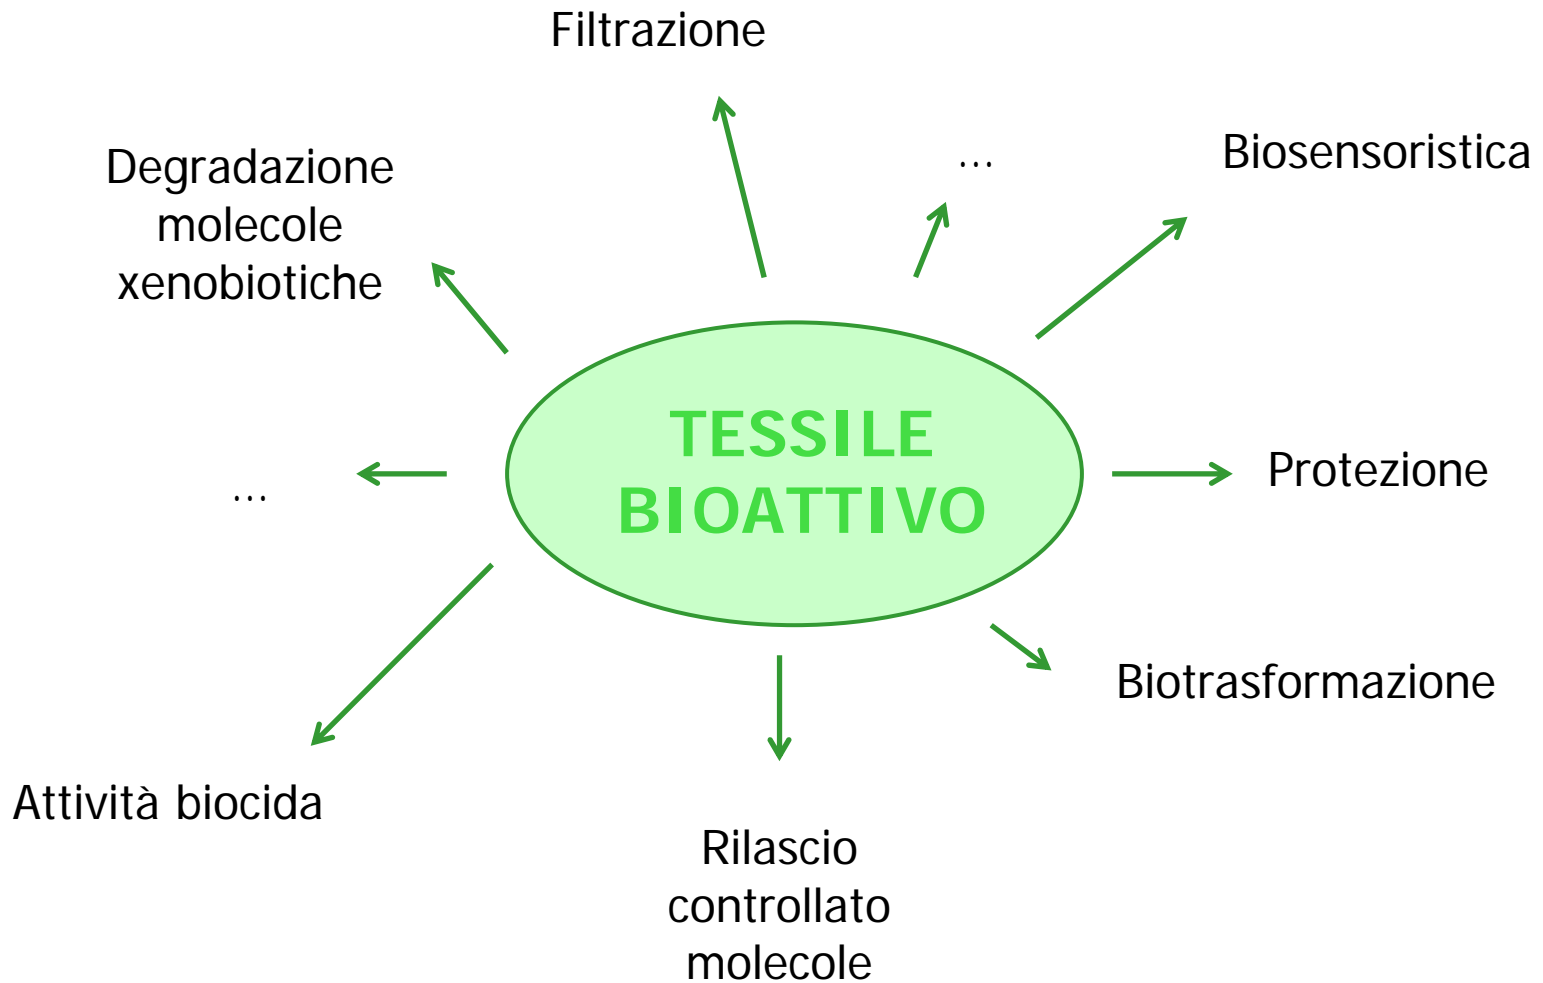 Filtrazione
…
Biosensoristica
Degradazione
molecole
xenobiotiche
TESSILE
BIOATTIVO
Protezione
…
Biotrasformazione
Attività biocida
Rilascio
controllato
molecole